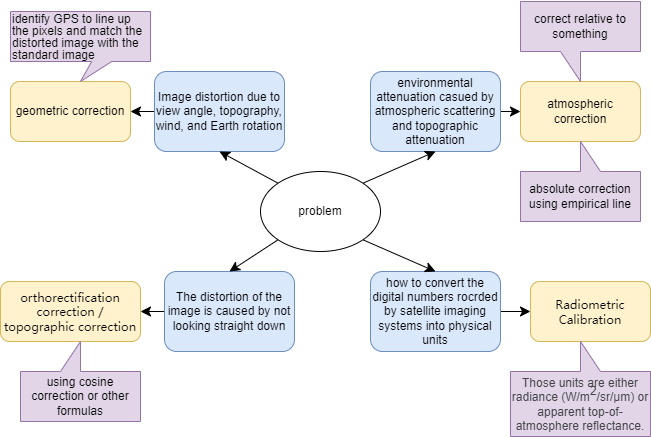 identify GPS to line up
the pixels and match the
distorted image with the
standard image
geometric correction
Image distortion due to
view angle, topography,
wind, and Earth rotation
environmental
attenuation casued by
atmospheric scattering
and topographic
attenuation
correct relative to
something
atmospheric
correction
absolute correction
using empirical line
problem
orthorectification
correction /
topographic correction
using cosine
correction or other
formulas
The distortion of the
image is caused by not
looking straight down
how to convert the
digital numbers rocrded
by satellite imaging
systems into physical
units
Radiometric
Calibration
Those units are either
radiance (W/m²/sr/µm) or
apparent top-of-
atmosphere reflectance.